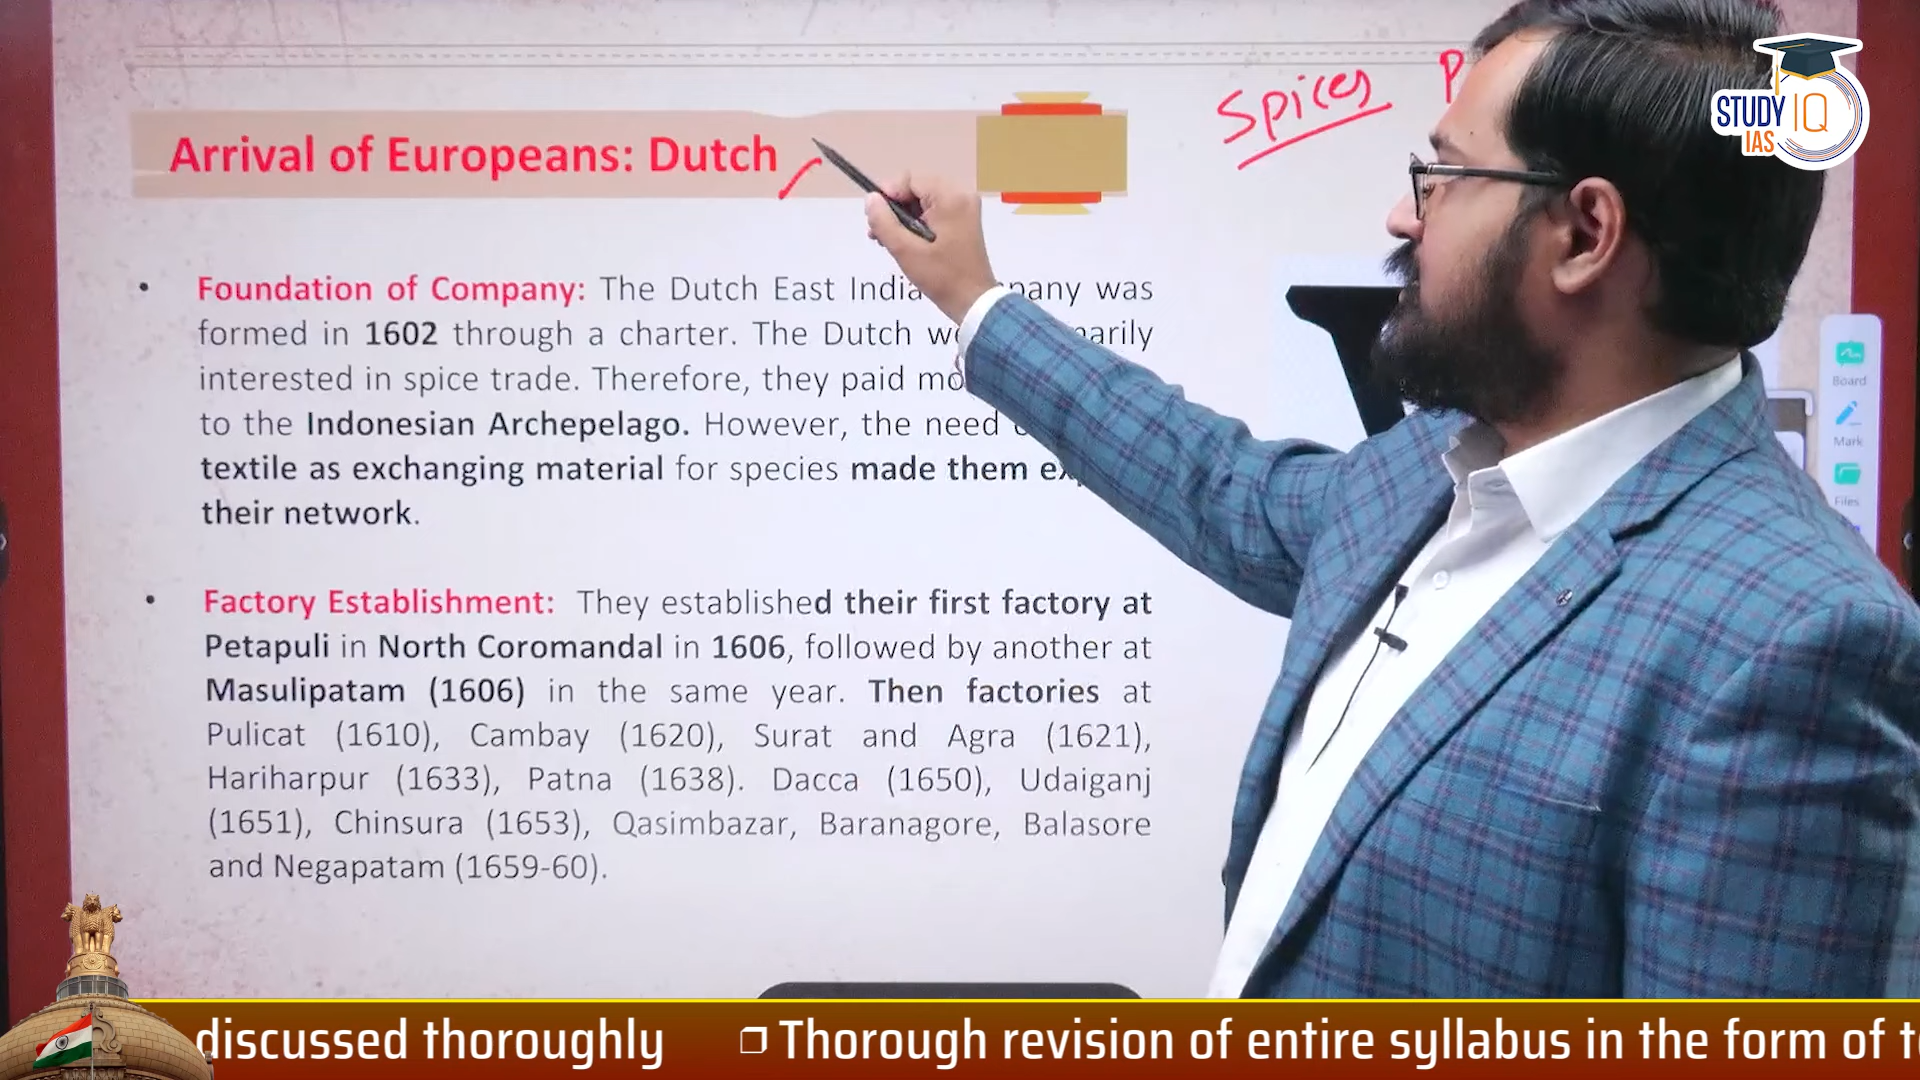 Spices P
STUDY IQ
IAS
Arrival of Europeans: Dutch
• Foundation of Company: The Dutch East India pany was
formed in 1602 through a charter. The Dutch arily
interested in spice trade. Therefore, they paid
to the Indonesian Archepelago. However, the need
textile as exchanging material for species made them
their network.
• Factory Establishment: They established their first factory at
Petapuli in North Coromandal in 1606, followed by another at
Masulipatam (1606) in the same year. Then factories at
Pulicat (1610), Cambay (1620), Surat and Agra (1621),
Hariharpur (1633), Patna (1638). Dacca (1650), Udaiganj
(1651), Chinsura (1653), Qasimbazar, Baranagore, Balasore
and Negapatam (1659-60).
Board
Mark
Files
discussed thoroughly ❐ Thorough revision of entire syllabus in the form of